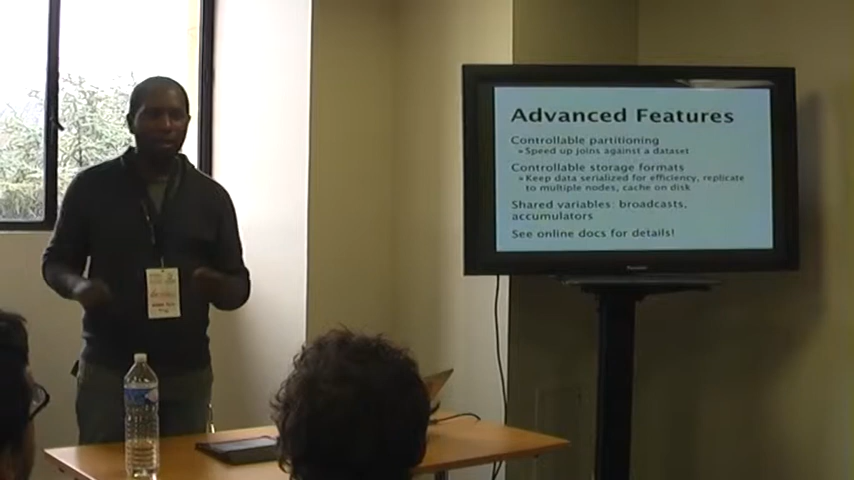 Advanced Features
Controllable partitioning
» Speed up joins against a dataset
Controllable storage formats
» Keep data serialized for efficiency, replicate
to multiple nodes, cache on disk
Shared variables: broadcasts,
accumulators
See online docs for details!
Panasonic